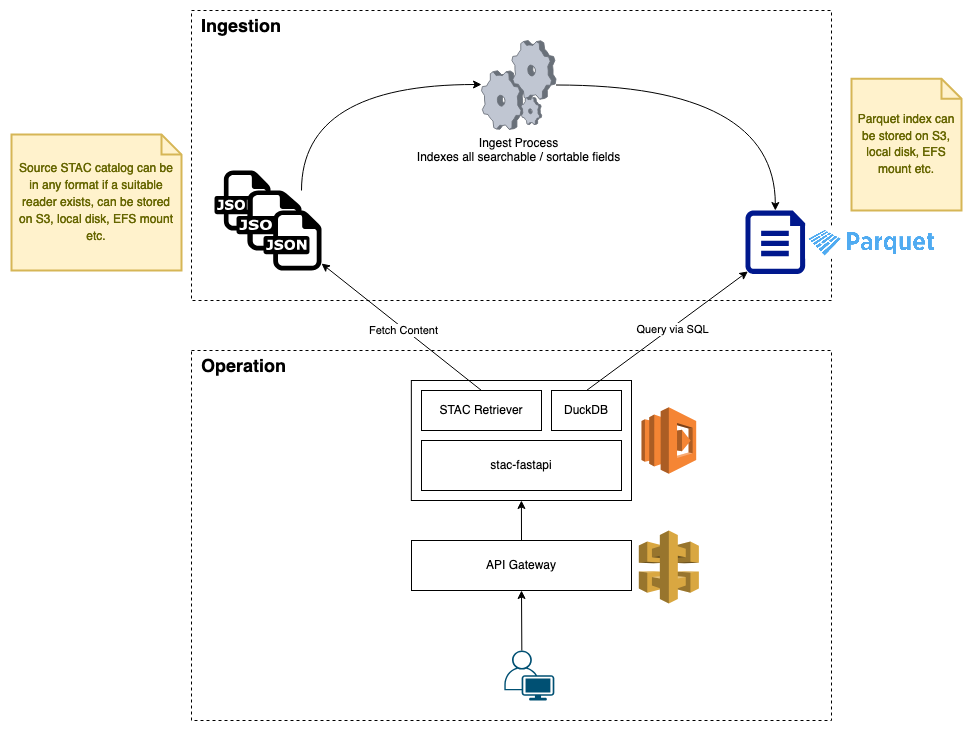 Ingestion
Ingest Process
Indexes all searchable / sortable fields
Source STAC catalog can be
in any format if a suitable
reader exists, can be stored
on S3, local disk, EFS mount
etc.
Parquet index can
be stored on S3,
local disk, EFS
mount etc.
JSO
JSO
JSON
Parquet
Fetch Content
Query via SQL
Operation
STAC Retriever
DuckDB
stac-fastapi
API Gateway